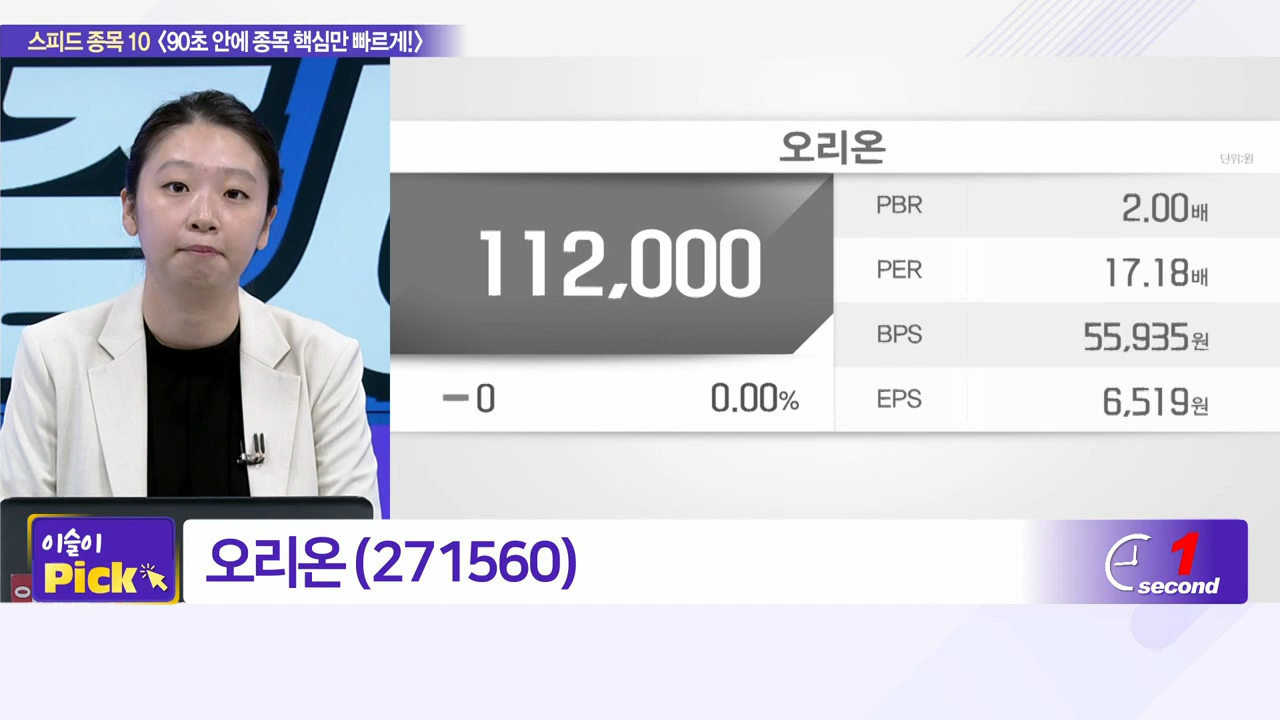 스피드 종목 10 〈90초 안에 종목 핵심만 빠르게!〉
오리온
단위:원
112,000
0 0.00%
PBR 2.00배
PER 17.18배
BPS 55,935원
EPS 6,519원
이슬이
Pick
오리온 (271560)
1
second